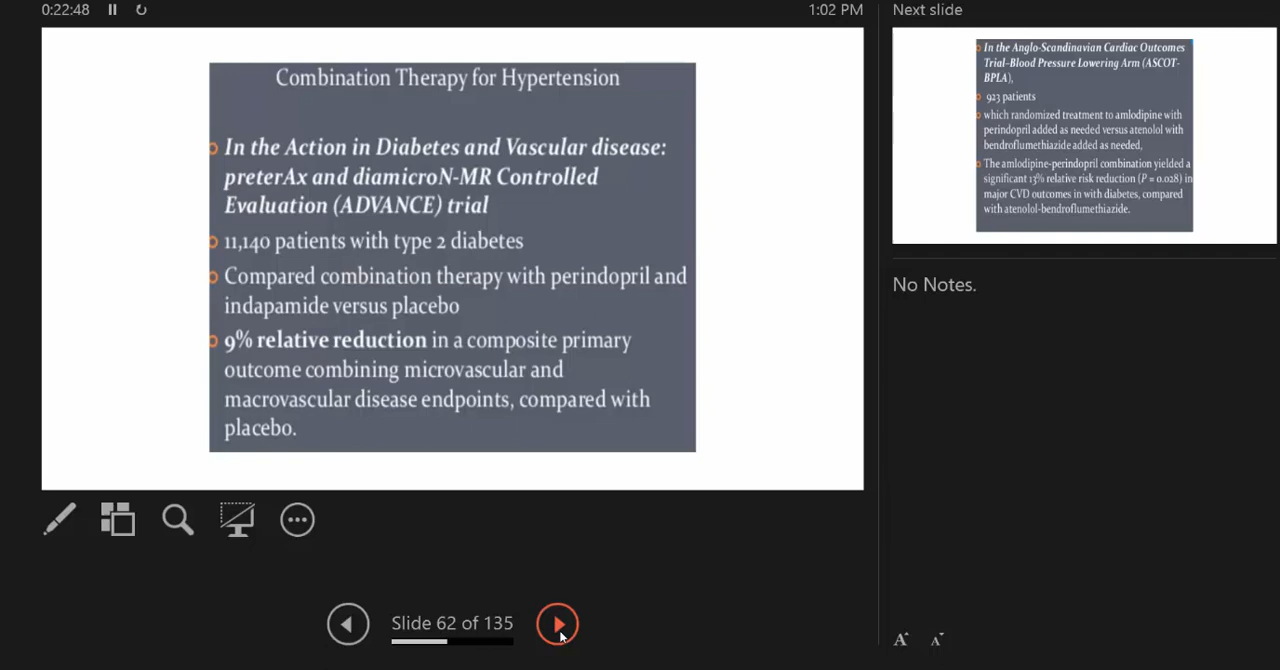 0:22:48
1:02 PM
Next slide
Combination Therapy for Hypertension
In the Action in Diabetes and Vascular disease:
preterAx and diamicroN-MR Controlled
Evaluation (ADVANCE) trial
11,140 patients with type 2 diabetes
Compared combination therapy with perindopril and
indapamide versus placebo
9% relative reduction in a composite primary
outcome combining microvascular and
macrovascular disease endpoints, compared with
placebo.
In the Anglo-Scandinavian Cardiac Outcomes
Trial–Blood Pressure Lowering Arm (ASCOT-
BPLA),
923 patients
which randomized treatment to amlodipine with
perindopril added as needed versus atenolol with
bendroflumethiazide added as needed,
The amlodipine-perindopril combination yielded a
significant 13% relative risk reduction (P = 0.028) in
major CVD outcomes in with diabetes, compared
with atenolol-bendroflumethiazide.
No Notes.
Slide 62 of 135
A A